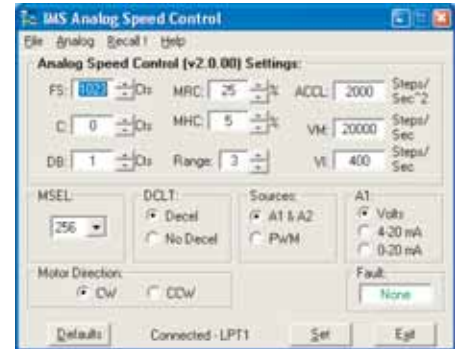 IMS Analog Speed Control
File Analog Recall! Help
Analog Speed Control (v2.0.00) Settings:
FS: 1023 Cts MRC: 25 % ACCL: 2000 Steps/Sec^2
C: 0 Cts MHC: 5 % VM: 20000 Steps/Sec
DB: 1 Cts Range: 3 VI: 400 Steps/Sec
MSEL: DCLT: Sources: A1:
256 Decel A1 & A2 Volts
No Decel PWM 4-20 mA
0-20 mA
Motor Direction: Fault:
CW CCW None
Defaults Connected - LPT1 Set Exit